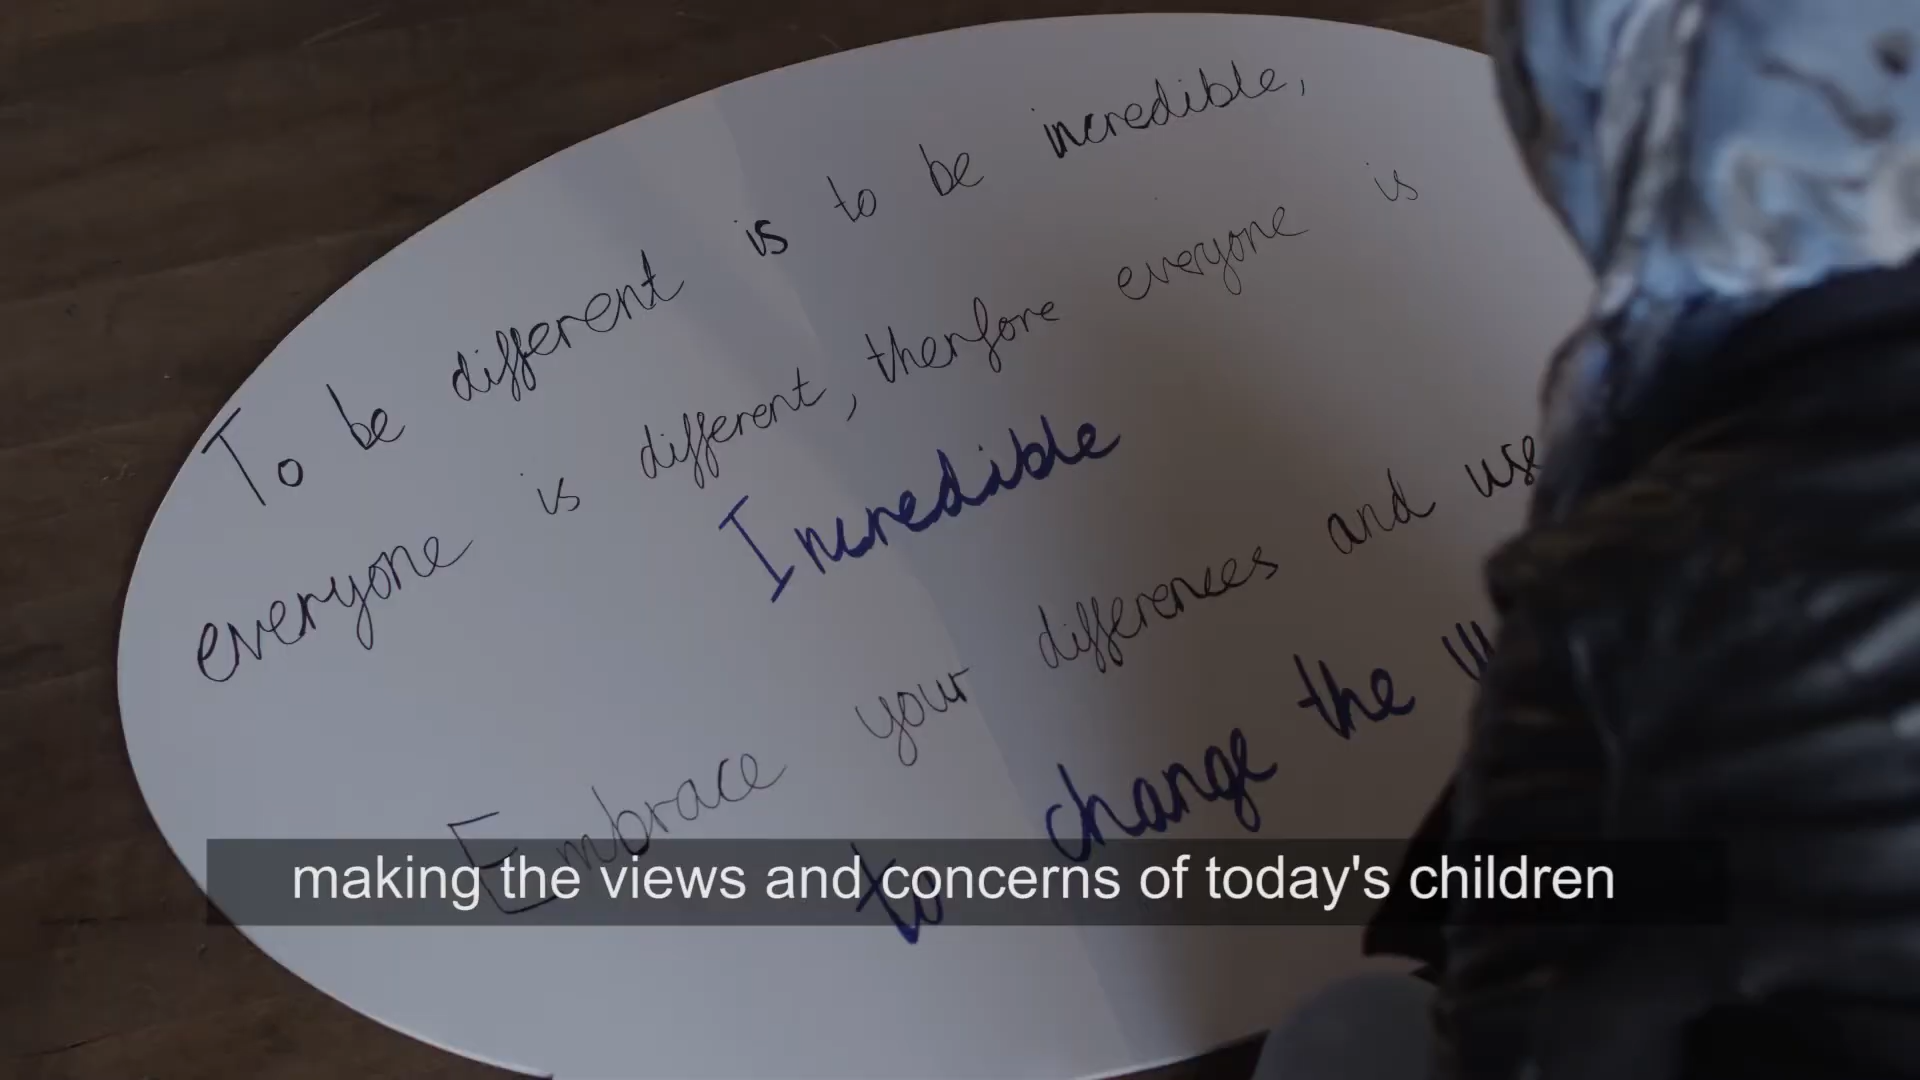 To be different is to be incredible,
everyone is different, therfore everyone is
Incredible
Embrace your differences and use
to change the
making the views and concerns of today's children